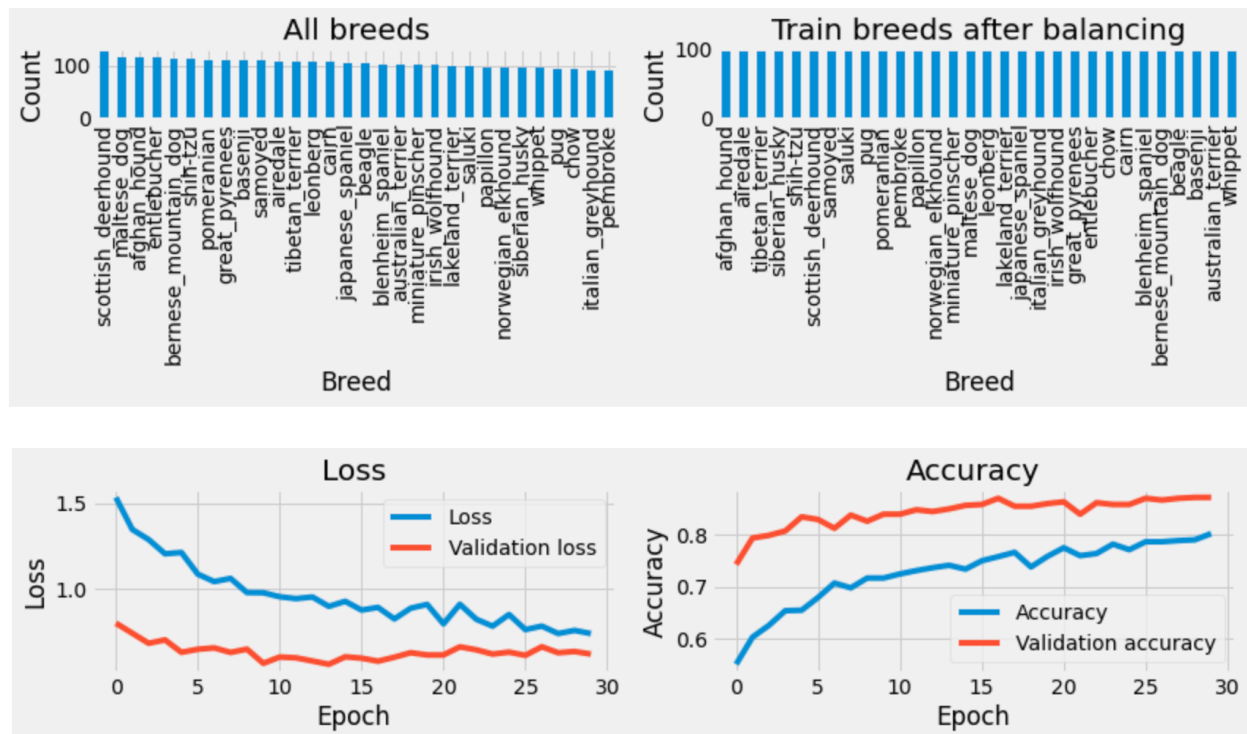 All breeds
Count
100
0
scottish_deerhound
maltese_dog
afghan_hound
entlebucher
bernese_mountain_dog
shih-tzu
pomeranian
great_pyrenees
basenji
samoyed
airedale
tibetan_terrier
leonberg
cairn
japanese_spaniel
beagle
blenheim_spaniel
australian_terrier
miniature_pinscher
irish_wolfhound
lakeland_terrier
saluki
papillon
norwegian_elkhound
siberian_husky
whippet
pug
chow
italian_greyhound
pembroke
Breed
Train breeds after balancing
Count
100
0
afghan_hound
airedale
tibetan_terrier
siberian_husky
shih-tzu
scottish_deerhound
samoyed
saluki
pug
pomeranian
pembroke
papillon
norwegian_elkhound
miniature_pinscher
maltese_dog
leonberg
lakeland_terrier
japanese_spaniel
italian_greyhound
irish_wolfhound
great_pyrenees
entlebucher
chow
cairn
blenheim_spaniel
bernese_mountain_dog
beagle
basenji
australian_terrier
whippet
Breed
Loss
Loss
1.5
1.0
Loss
Validation loss
0 5 10 15 20 25 30
Epoch
Accuracy
Accuracy
0.8
0.7
0.6
Accuracy
Validation accuracy
0 5 10 15 20 25 30
Epoch